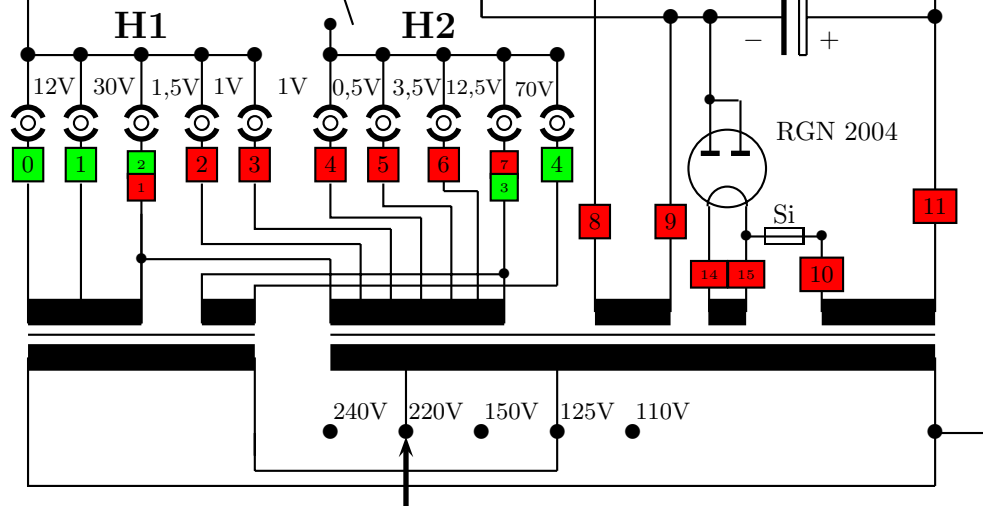 H1 H2
− +
12V 30V 1,5V 1V 1V 0,5V 3,5V 12,5V 70V
RGN 2004
0 1 2 2 3 4 5 6 7 4
1 3
8 9 Si 11
14 15 10
240V 220V 150V 125V 110V